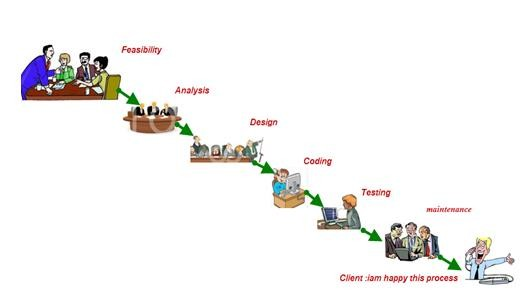 Feasibility
Analysis
Design
Coding
Testing
maintenance
Client :iam happy this process